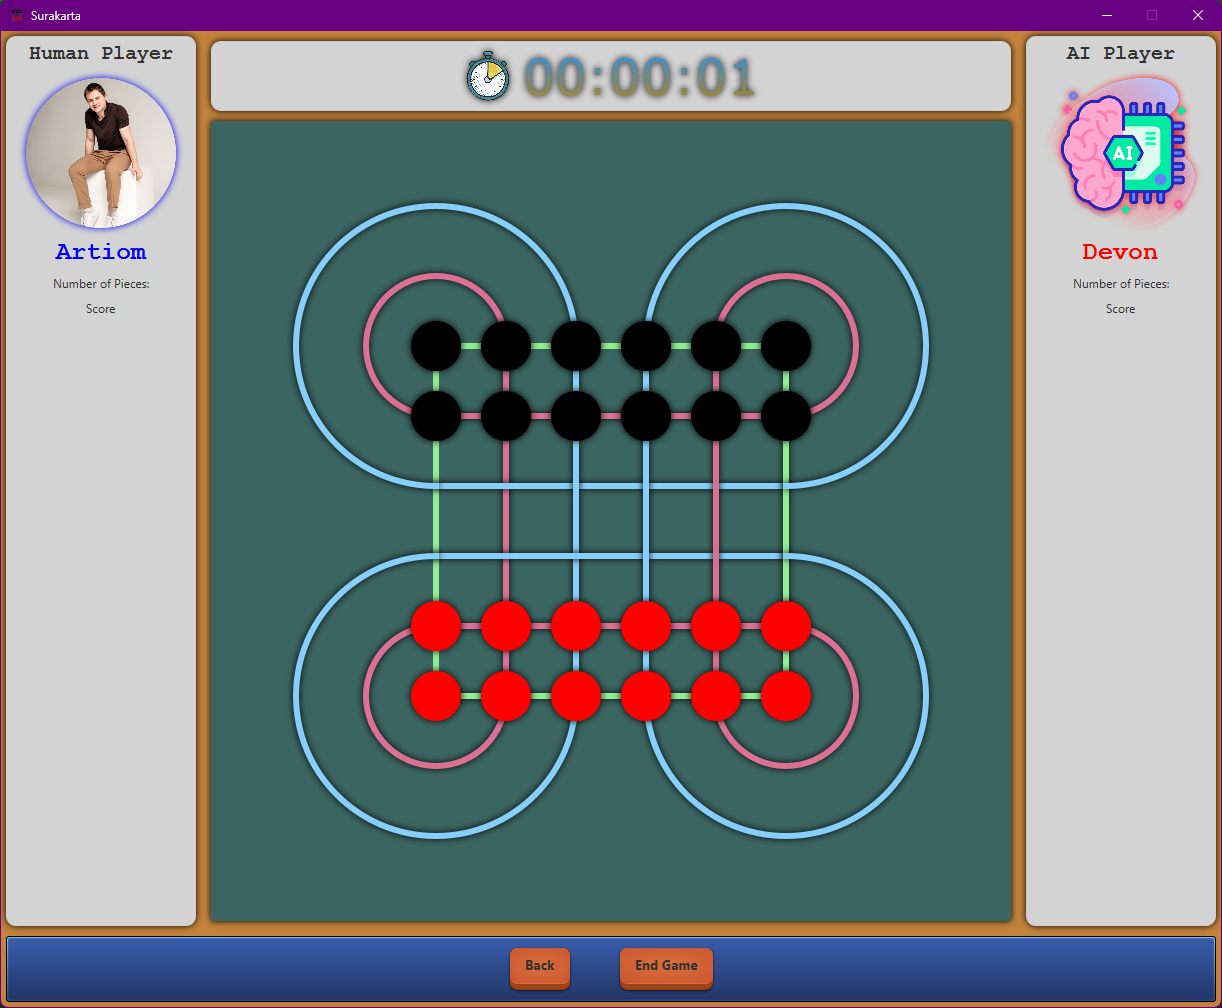 Surakarta
Human Player
Artiom
Number of Pieces:
Score
00:00:01
AI Player
AI
Devon
Number of Pieces:
Score
Back
End Game